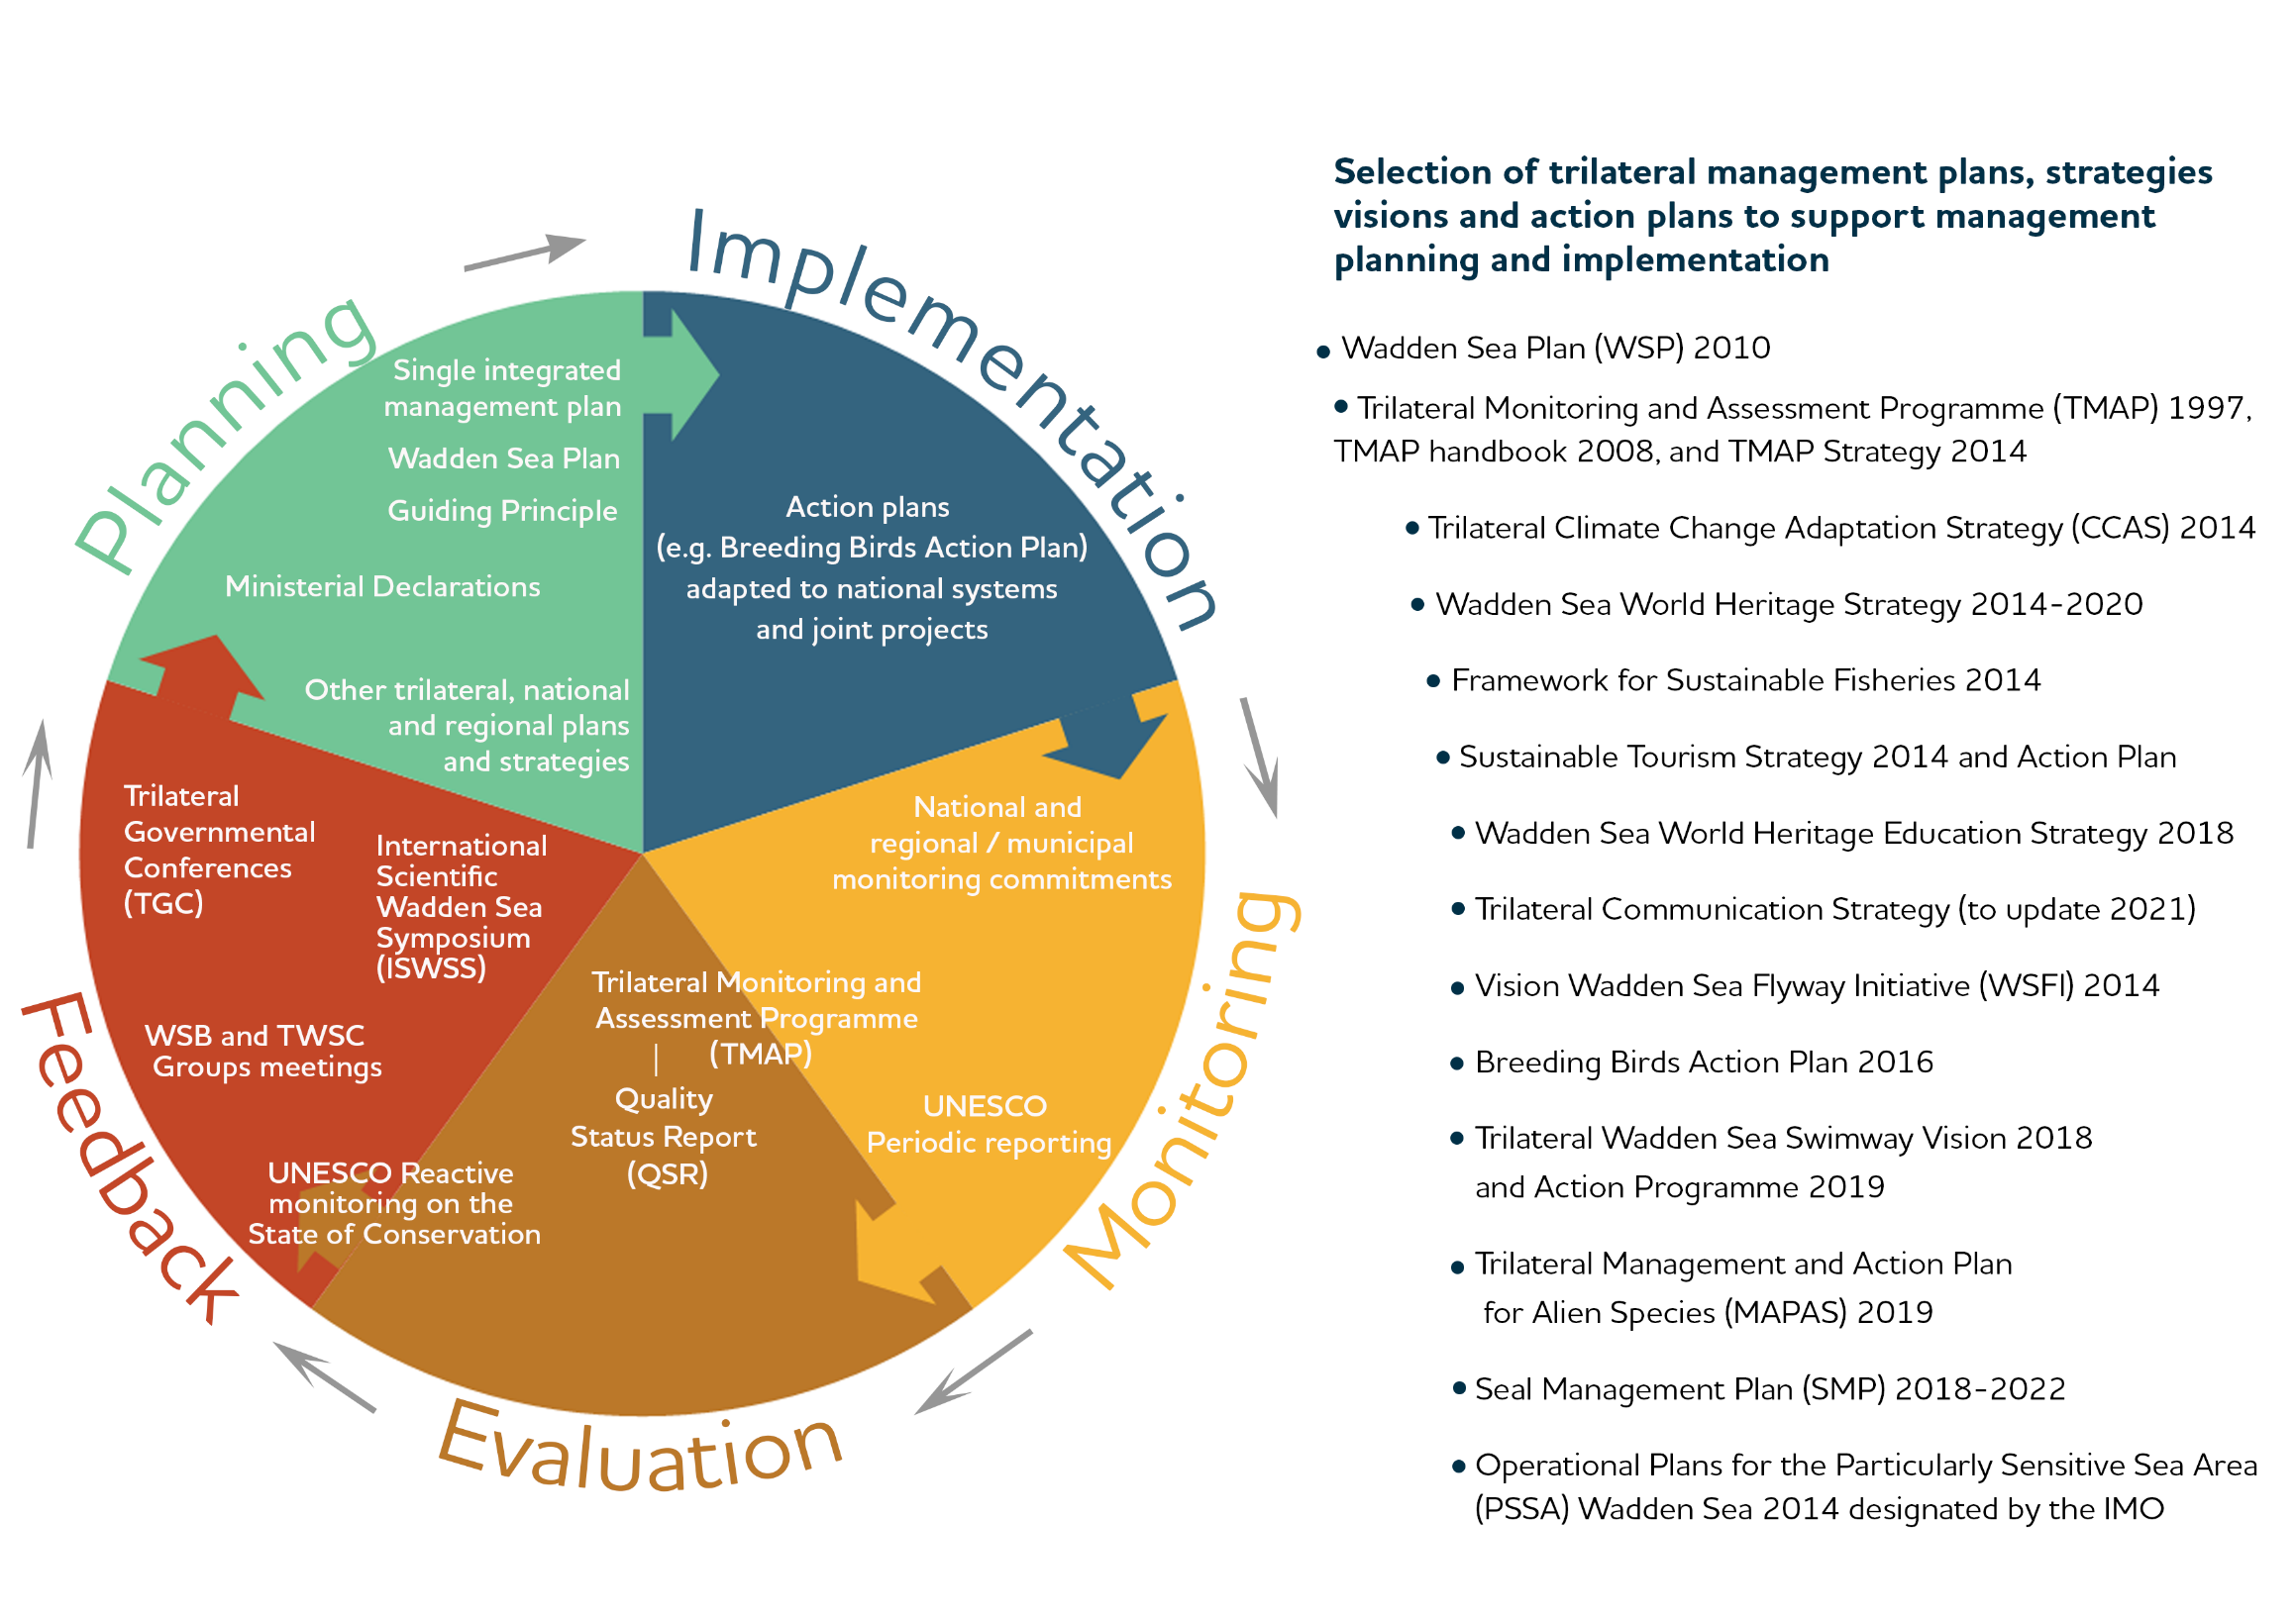 Planning
Single integrated
management plan
Wadden Sea Plan
Guiding Principle
Ministerial Declarations
Other trilateral, national
and regional plans
and strategies
Implementation
Action plans
(e.g. Breeding Birds Action Plan)
adapted to national systems
and joint projects
Monitoring
National and
regional / municipal
monitoring commitments
UNESCO
Periodic reporting
Trilateral Monitoring and
Assessment Programme
(TMAP)
Quality
Status Report
(QSR)
Evaluation
UNESCO Reactive
monitoring on the
State of Conservation
Feedback
Trilateral
Governmental
Conferences
(TGC)
International
Scientific
Wadden Sea
Symposium
(ISWSS)
WSB and TWSC
Groups meetings
Selection of trilateral management plans, strategies
visions and action plans to support management
planning and implementation
• Wadden Sea Plan (WSP) 2010
• Trilateral Monitoring and Assessment Programme (TMAP) 1997,
TMAP handbook 2008, and TMAP Strategy 2014
• Trilateral Climate Change Adaptation Strategy (CCAS) 2014
• Wadden Sea World Heritage Strategy 2014-2020
• Framework for Sustainable Fisheries 2014
• Sustainable Tourism Strategy 2014 and Action Plan
• Wadden Sea World Heritage Education Strategy 2018
• Trilateral Communication Strategy (to update 2021)
• Vision Wadden Sea Flyway Initiative (WSFI) 2014
• Breeding Birds Action Plan 2016
• Trilateral Wadden Sea Swimway Vision 2018
and Action Programme 2019
• Trilateral Management and Action Plan
for Alien Species (MAPAS) 2019
• Seal Management Plan (SMP) 2018-2022
• Operational Plans for the Particularly Sensitive Sea Area
(PSSA) Wadden Sea 2014 designated by the IMO